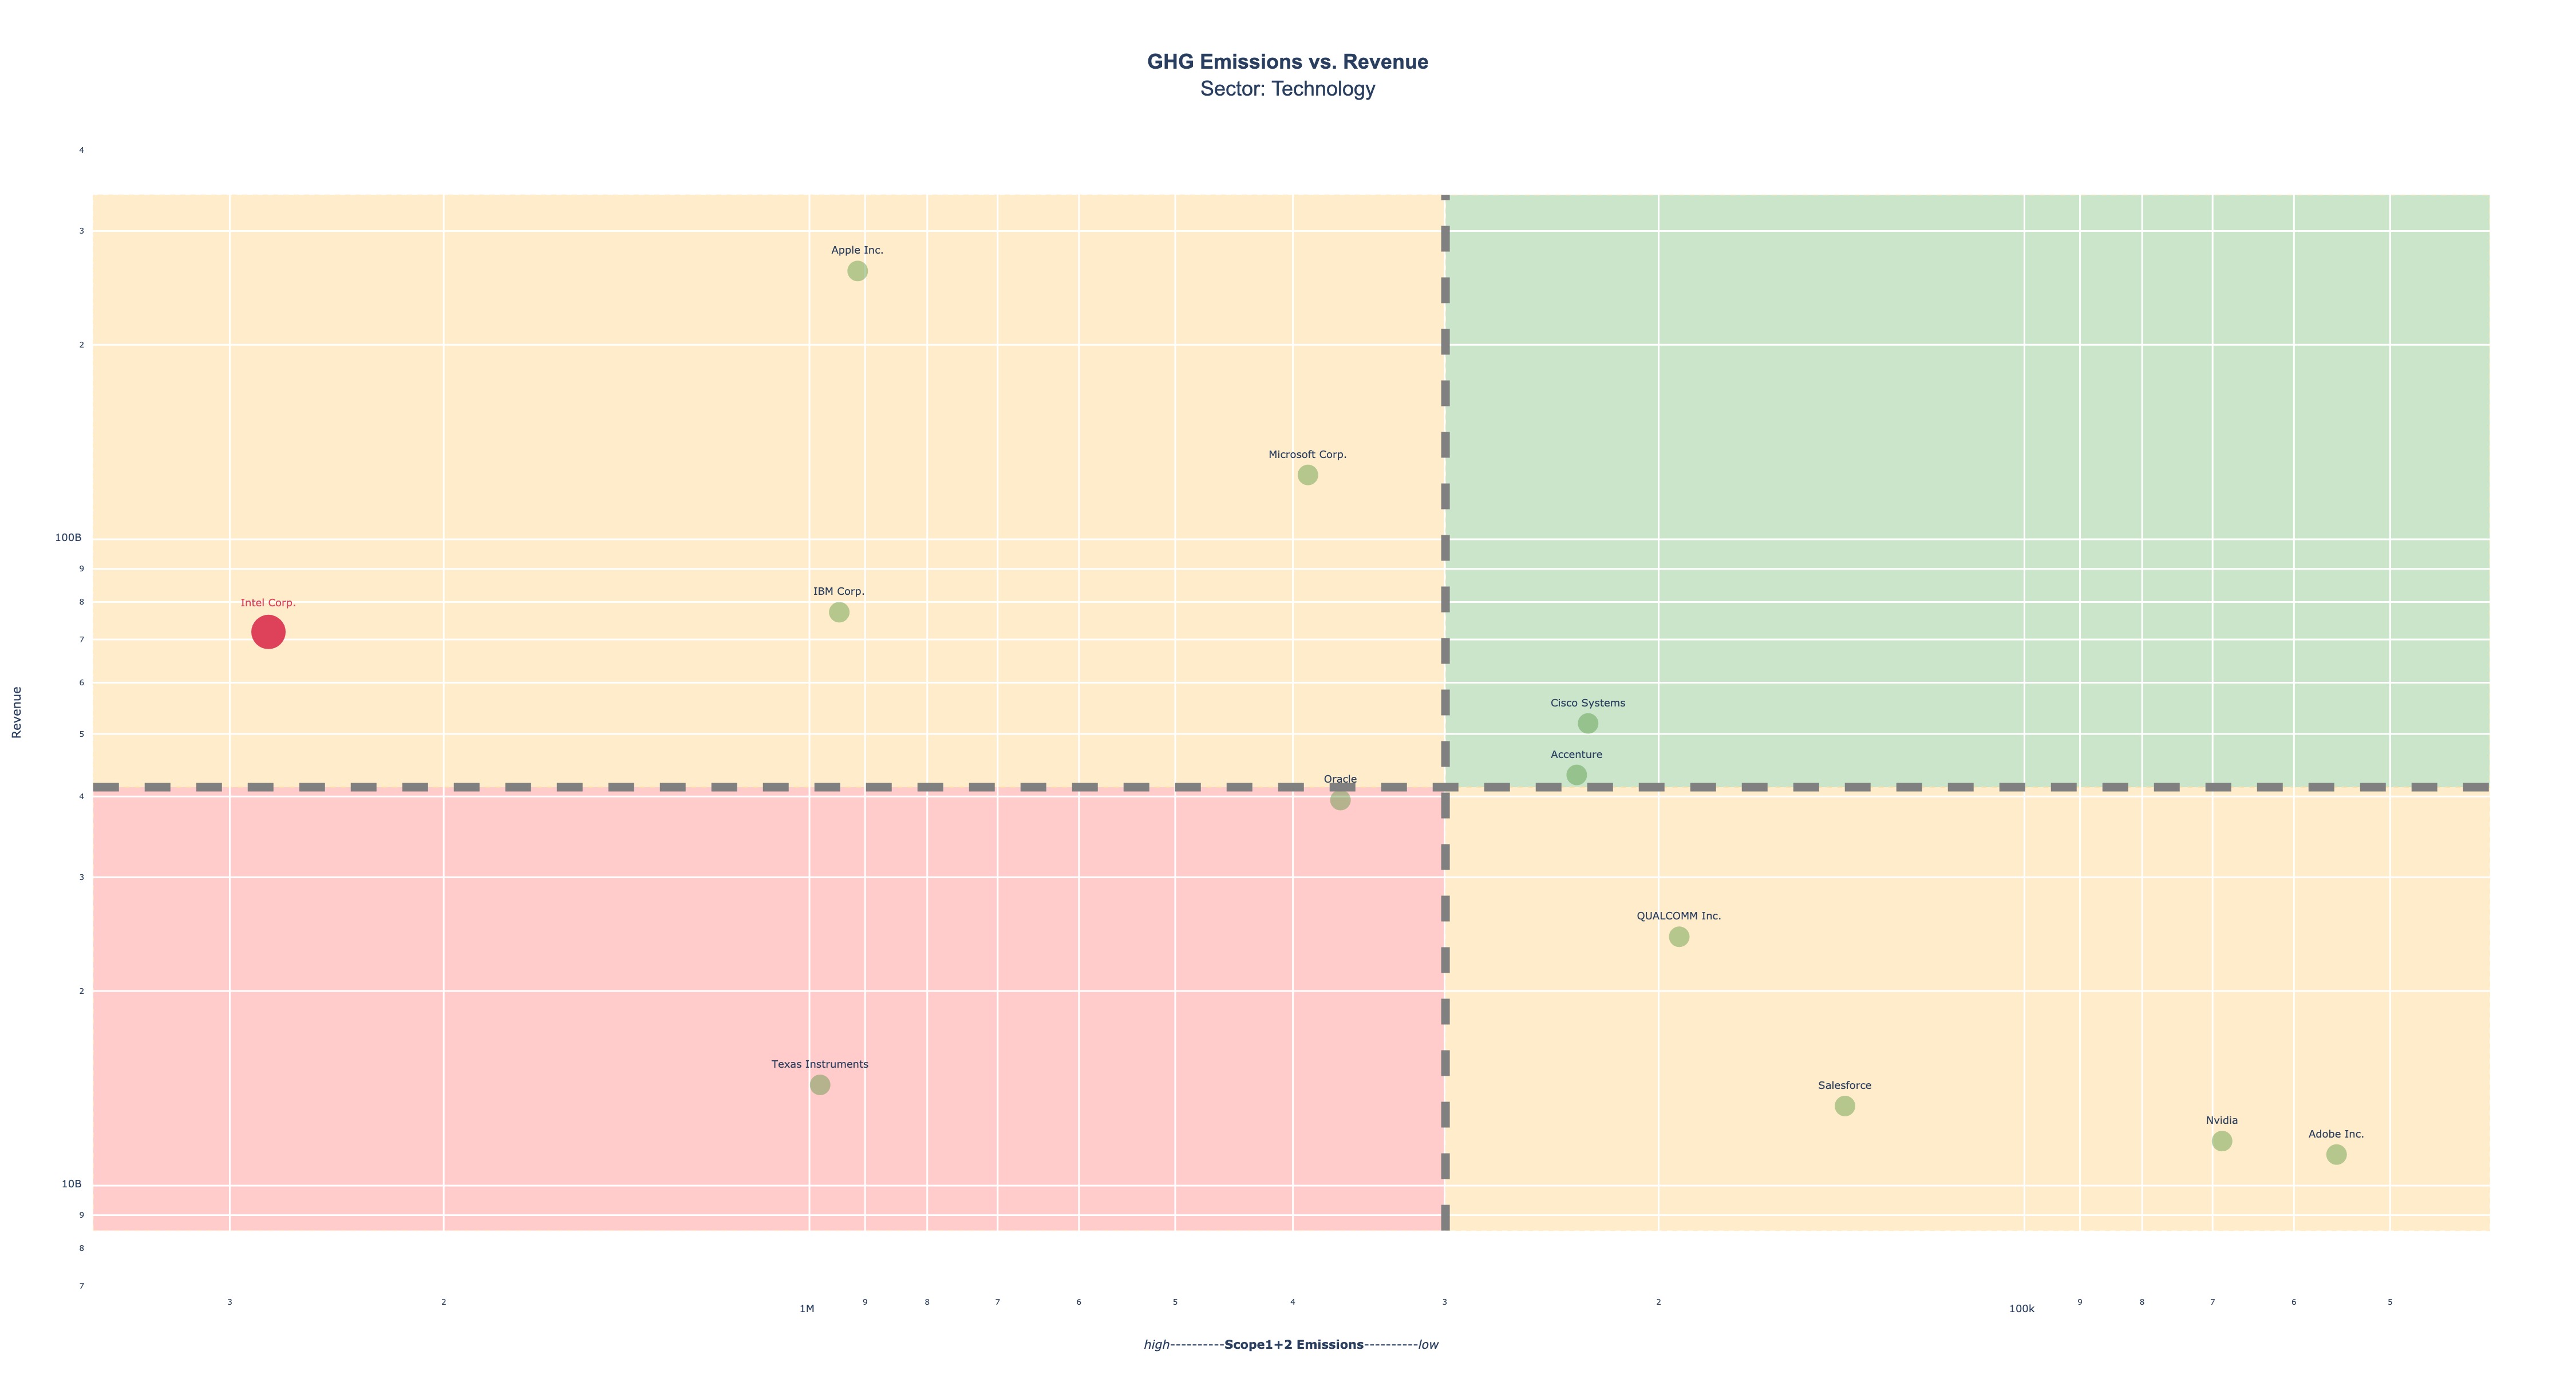 GHG Emissions vs. Revenue
Sector: Technology
4
3
2
100B
9
8
7
6
5
4
3
2
10B
9
8
7
Revenue
Apple Inc.
Microsoft Corp.
IBM Corp.
Intel Corp.
Cisco Systems
Accenture
Oracle
QUALCOMM Inc.
Texas Instruments
Salesforce
Nvidia
Adobe Inc.
3 2 1M 9 8 7 6 5 4 3 2 100k 9 8 7 6 5
high----------Scope1+2 Emissions----------low